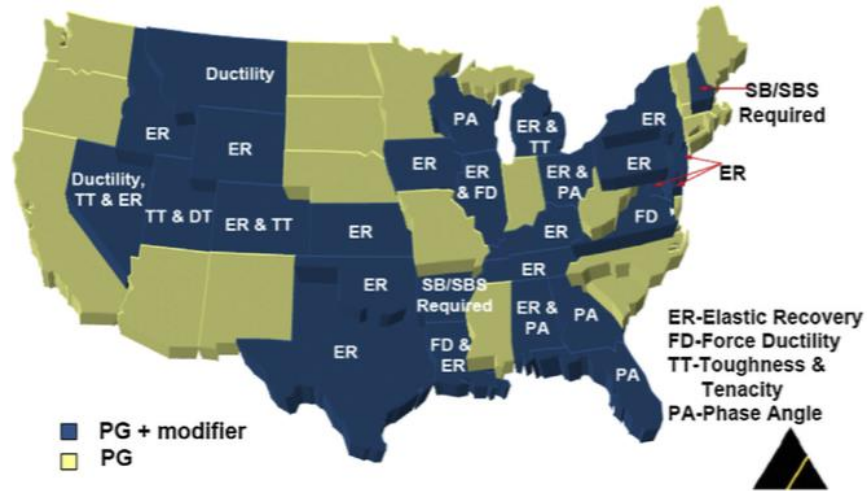 Ductility
SB/SBS
Required
PA
ER &
TT
ER
ER
ER
ER
ER
& FD
ER &
PA
ER
ER
Ductility,
TT & ER
TT & DT
ER & TT
ER
ER
FD
ER
SB/SBS
Required
ER
ER &
PA
PA
ER
FD &
ER
PA
ER-Elastic Recovery
FD-Force Ductility
TT-Toughness &
Tenacity
PA-Phase Angle
PG + modifier
PG